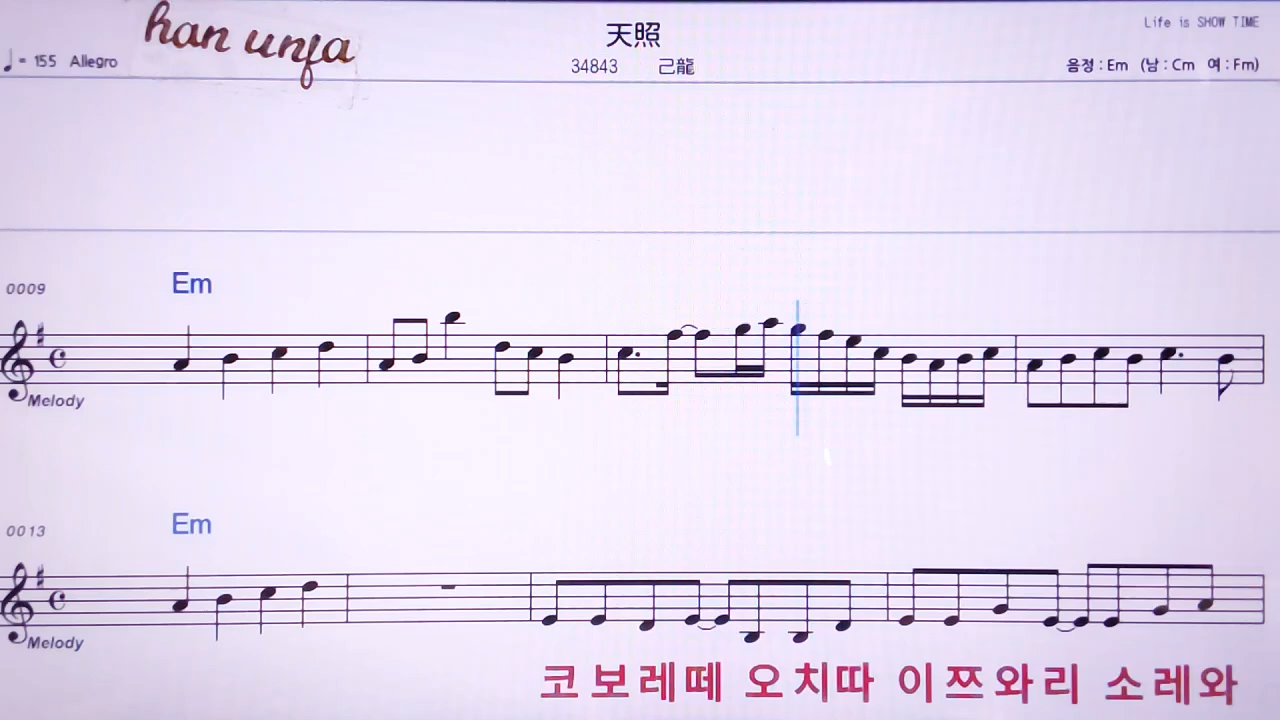 han unja
天照
Life is SHOW TIME
♩= 155 Allegro
34843 己龍
음정 : Em (남 : Cm 여 : Fm)
Em
0009
Melody
Em
0013
Melody
코보레떼 오치따 이쯔와리 소레와